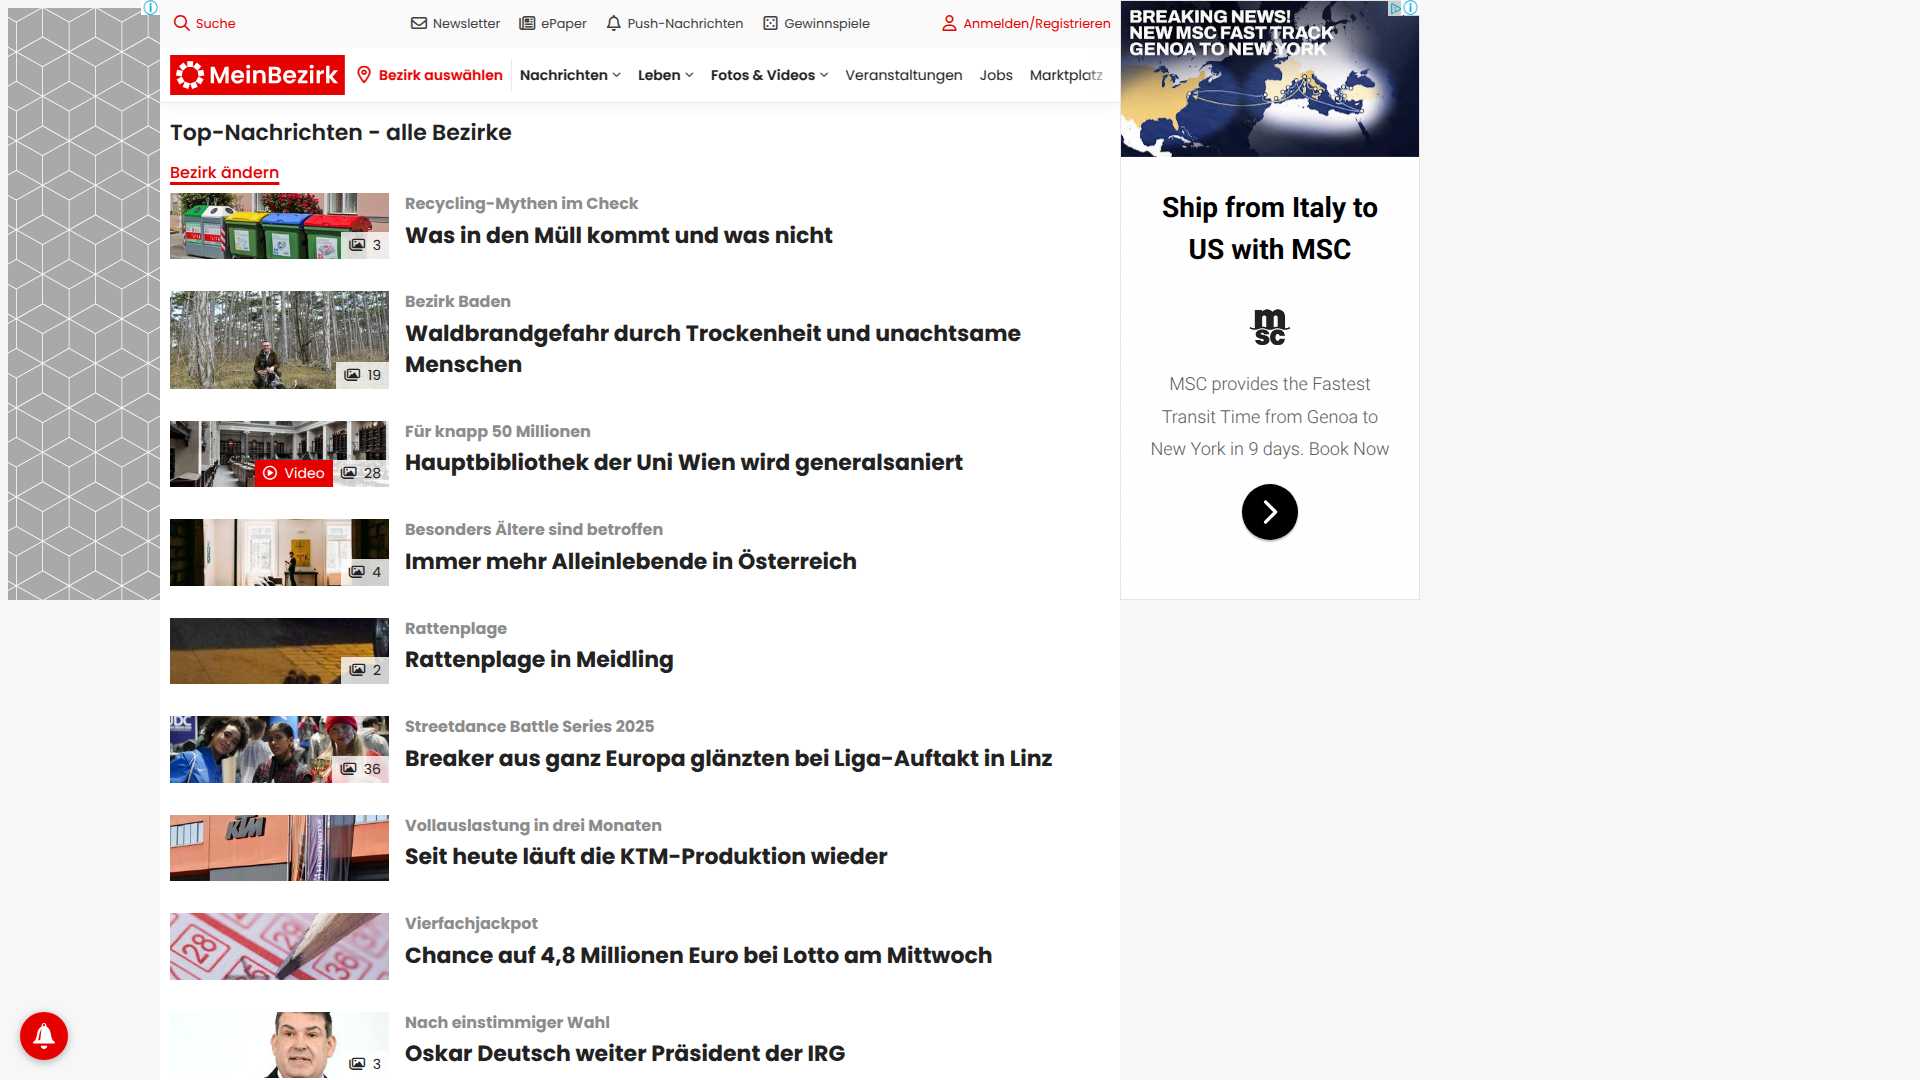 Suche
Newsletter
ePaper
Push-Nachrichten
Gewinnspiele
Anmelden/Registrieren
MeinBezirk
Bezirk auswählen
Nachrichten
Leben
Fotos & Videos
Veranstaltungen
Jobs
Marktplatz
Top-Nachrichten - alle Bezirke
Bezirk ändern
3
Recycling-Mythen im Check
Was in den Müll kommt und was nicht
19
Bezirk Baden
Waldbrandgefahr durch Trockenheit und unachtsame
Menschen
Video
28
Für knapp 50 Millionen
Hauptbibliothek der Uni Wien wird generalsaniert
4
Besonders Ältere sind betroffen
Immer mehr Alleinlebende in Österreich
2
Rattenplage
Rattenplage in Meidling
36
Streetdance Battle Series 2025
Breaker aus ganz Europa glänzten bei Liga-Auftakt in Linz
KTM
Vollauslastung in drei Monaten
Seit heute läuft die KTM-Produktion wieder
28
29
36
Vierfachjackpot
Chance auf 4,8 Millionen Euro bei Lotto am Mittwoch
3
Nach einstimmiger Wahl
Oskar Deutsch weiter Präsident der IRG
BREAKING NEWS!
NEW MSC FAST TRACK
GENOA TO NEW YORK
Ship from Italy to
US with MSC
msc
MSC provides the Fastest
Transit Time from Genoa to
New York in 9 days. Book Now